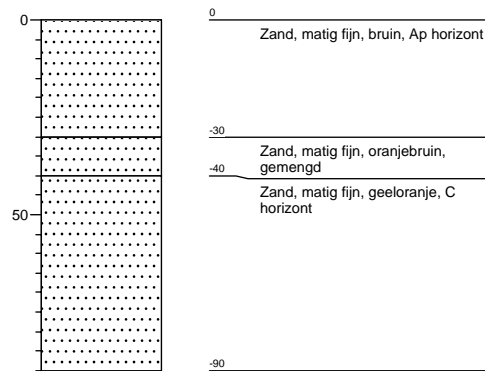 0
0
Zand, matig fijn, bruin, Ap horizont
-30
Zand, matig fijn, oranjebruin,
gemengd
-40
Zand, matig fijn, geeloranje, C
horizont
50
-90